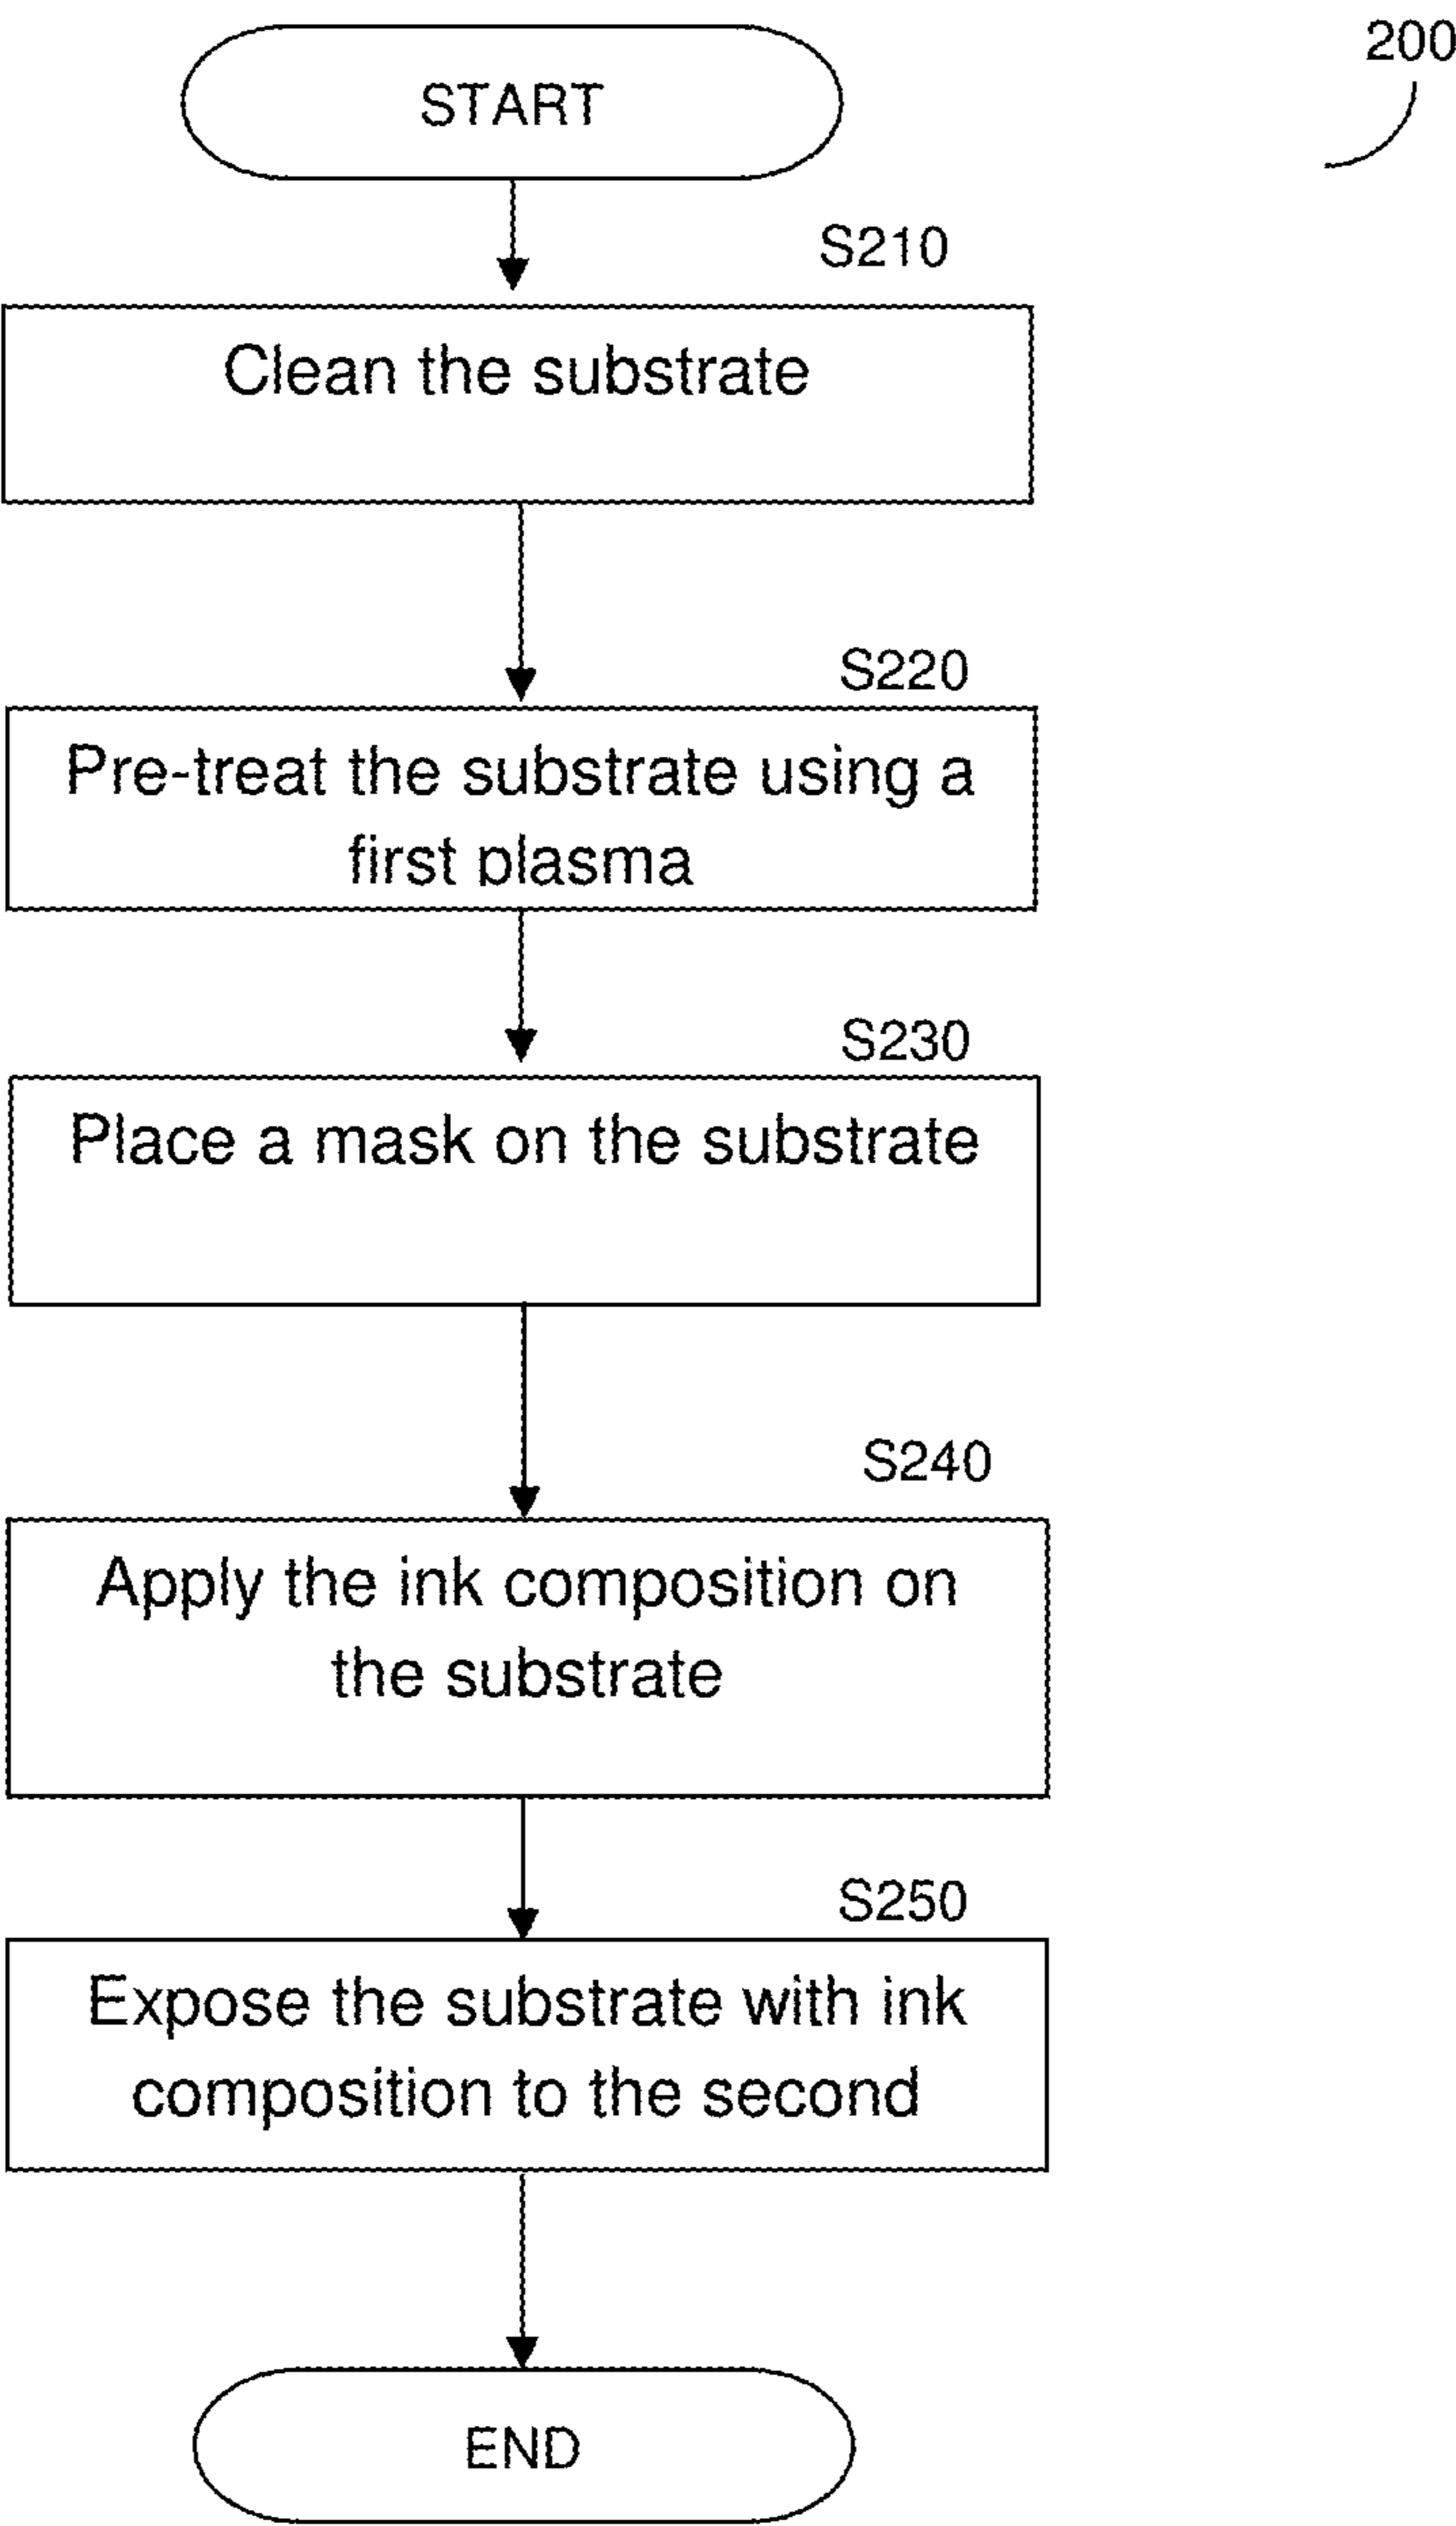 200
START
S210
Clean the substrate
S220
Pre-treat the substrate using a
first plasma
S230
Place a mask on the substrate
S240
Apply the ink composition on
the substrate
S250
Expose the substrate with ink
composition to the second
END